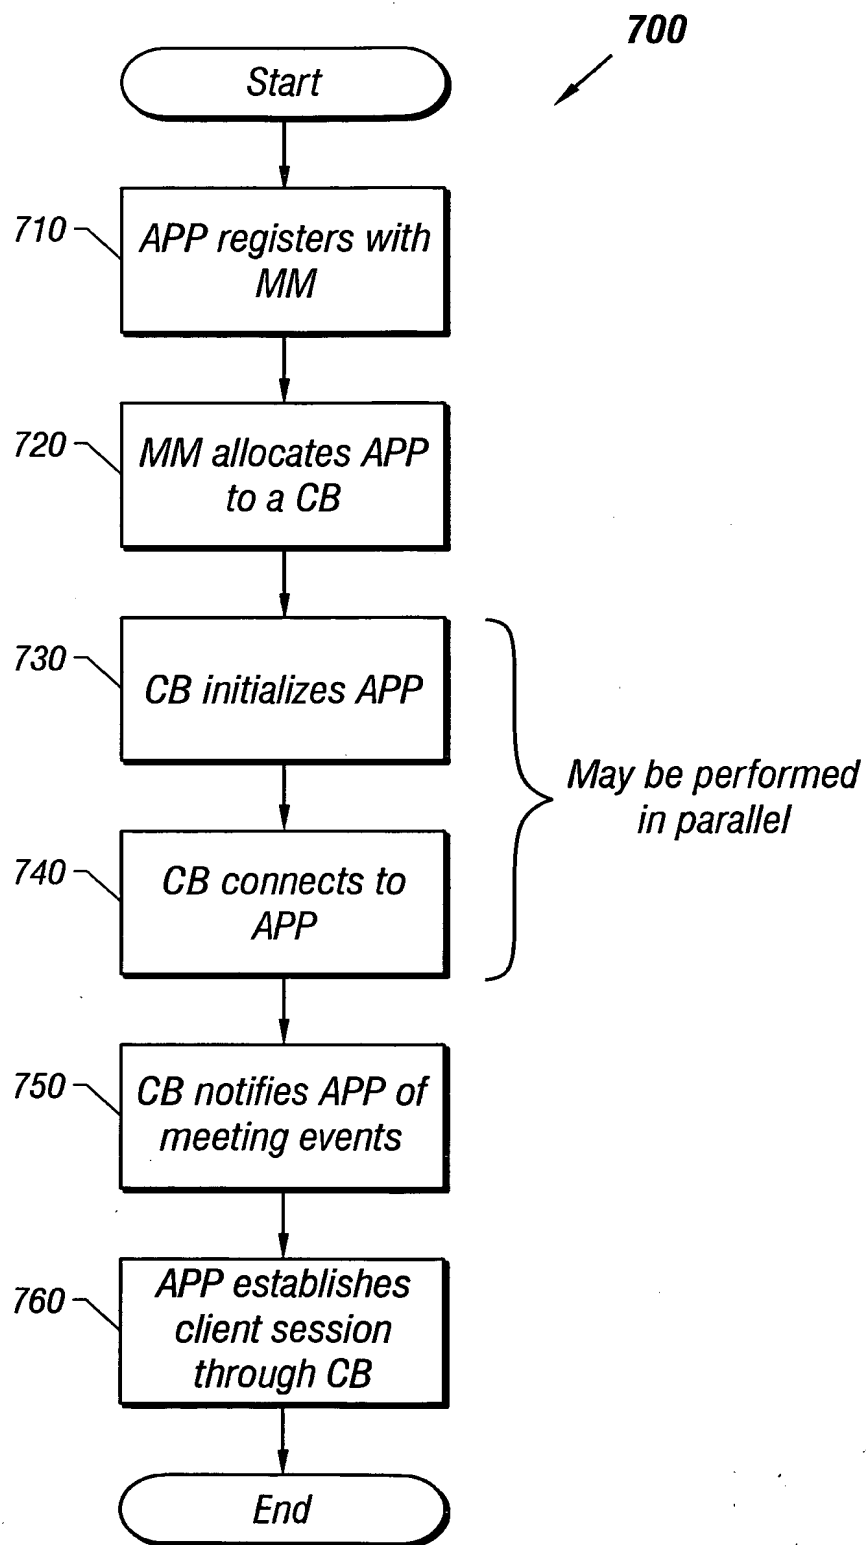 700
Start
710
APP registers with
MM
720
MM allocates APP
to a CB
730
CB initializes APP
May be performed
in parallel
740
CB connects to
APP
750
CB notifies APP of
meeting events
760
APP establishes
client session
through CB
End